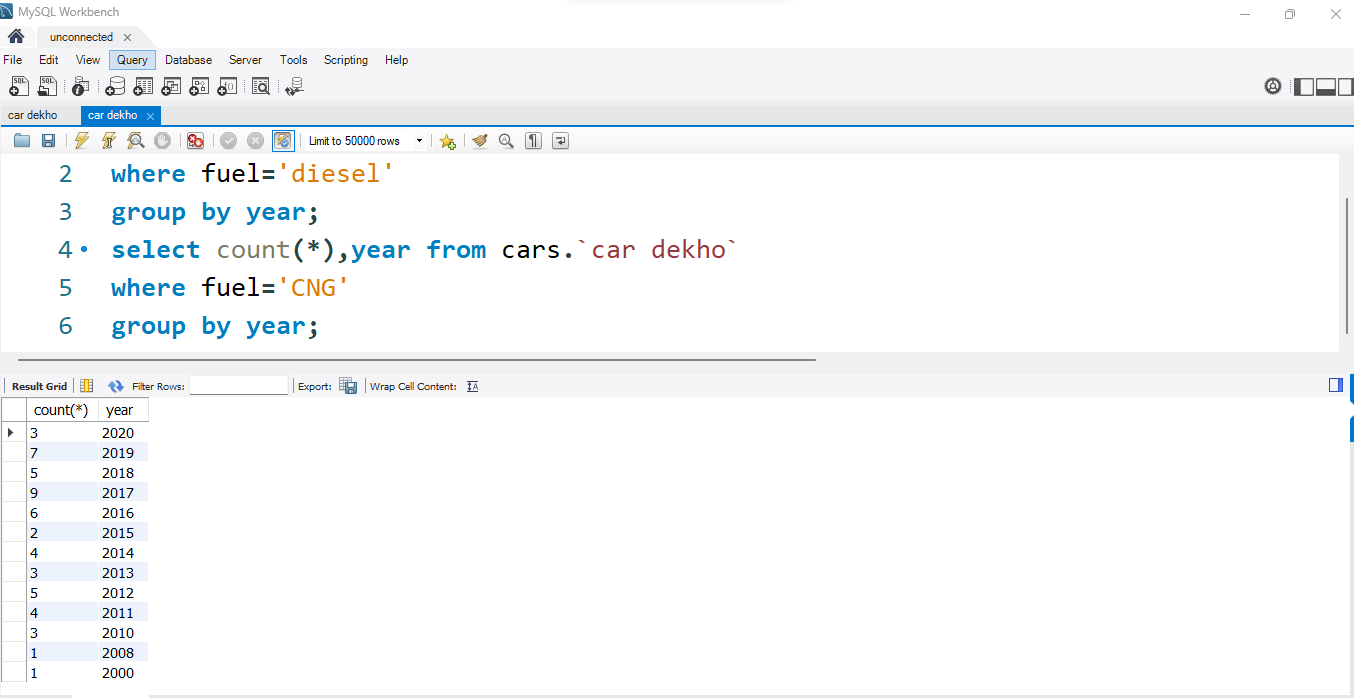 MySQL Workbench
unconnected
File Edit View Query Database Server Tools Scripting Help
car dekho car dekho
Limit to 50000 rows
2 where fuel='diesel'
3 group by year;
4 select count(*),year from cars.`car dekho`
5 where fuel='CNG'
6 group by year;
Result Grid Filter Rows: Export: Wrap Cell Content:
count(*) year
3 2020
7 2019
5 2018
9 2017
6 2016
2 2015
4 2014
3 2013
5 2012
4 2011
3 2010
1 2008
1 2000